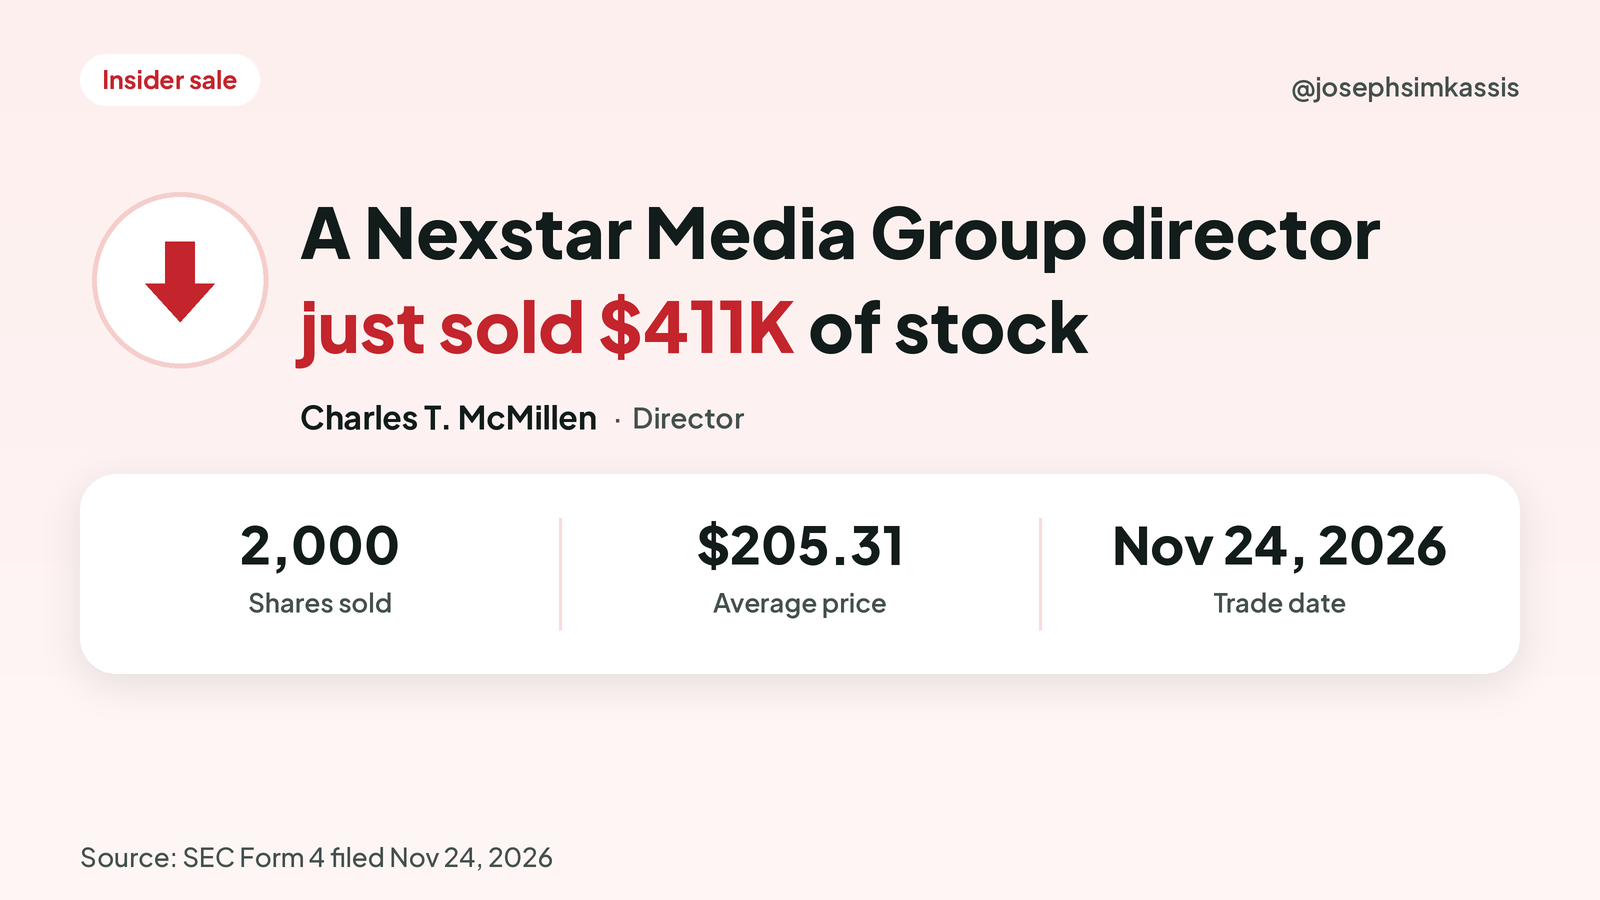 Insider sale
@josephsimkassis
A Nexstar Media Group director
just sold $411K of stock
Charles T. McMillen · Director
2,000
Shares sold
$205.31
Average price
Nov 24, 2026
Trade date
Source: SEC Form 4 filed Nov 24, 2026